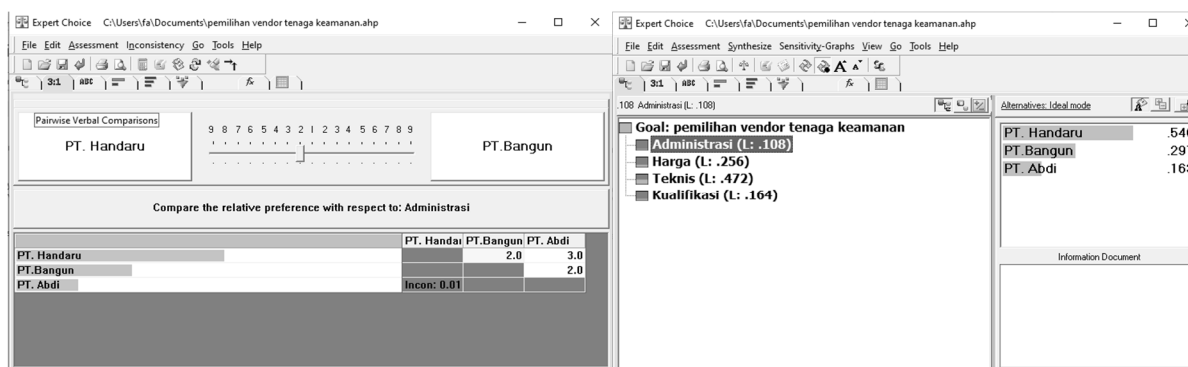 Expert Choice C:\Users\fa\Documents\pemilihan vendor tenaga keamanan.ahp
File Edit Assessment Inconsistency Go Tools Help
3:1 ABC fx
Pairwise Verbal Comparisons
9 8 7 6 5 4 3 2 1 2 3 4 5 6 7 8 9
PT. Handaru
PT.Bangun
Compare the relative preference with respect to: Administrasi
PT. Handar PT.Bangun PT. Abdi
PT. Handaru 2.0 3.0
PT.Bangun 2.0
PT. Abdi Incon: 0.01
Expert Choice C:\Users\fa\Documents\pemilihan vendor tenaga keamanan.ahp
File Edit Assessment Synthesize Sensitivity-Graphs View Go Tools Help
3:1 ABC fx
.108 Administrasi (L: .108)
Goal: pemilihan vendor tenaga keamanan
Administrasi (L: .108)
Harga (L: .256)
Teknis (L: .472)
Kualifikasi (L: .164)
Alternatives: Ideal mode
PT. Handaru
PT.Bangun
PT. Abdi
Information Document